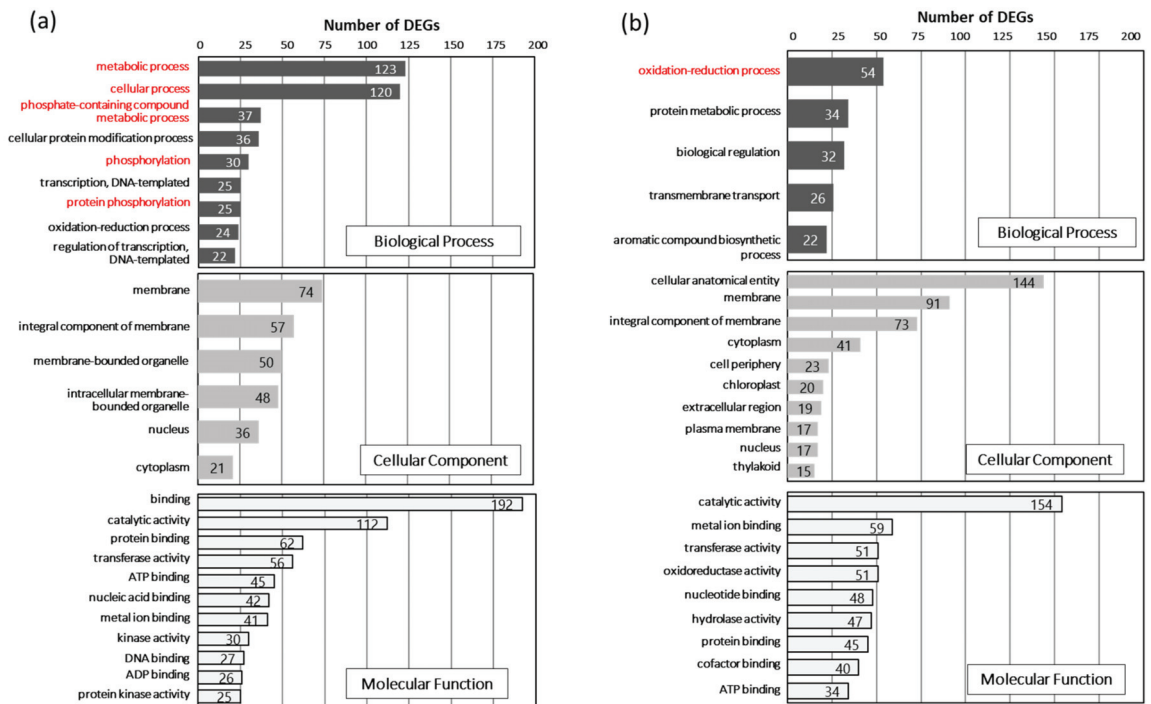 (a)
Number of DEGs
0 25 50 75 100 125 150 175 200
metabolic process 123
cellular process 120
phosphate-containing compound
metabolic process 37
cellular protein modification process 36
phosphorylation 30
transcription, DNA-templated 25
protein phosphorylation 25
oxidation-reduction process 24
regulation of transcription,
DNA-templated 22
Biological Process
membrane 74
integral component of membrane 57
membrane-bounded organelle 50
intracellular membrane-
bounded organelle 48
nucleus 36
cytoplasm 21
Cellular Component
binding 192
catalytic activity 112
protein binding 62
transferase activity 56
ATP binding 45
nucleic acid binding 42
metal ion binding 41
kinase activity 30
DNA binding 27
ADP binding 26
protein kinase activity 25
Molecular Function
(b)
Number of DEGs
0 25 50 75 100 125 150 175 200
oxidation-reduction process 54
protein metabolic process 34
biological regulation 32
transmembrane transport 26
aromatic compound biosynthetic
process 22
Biological Process
cellular anatomical entity 144
membrane 91
integral component of membrane 73
cytoplasm 41
cell periphery 23
chloroplast 20
extracellular region 19
plasma membrane 17
nucleus 17
thylakoid 15
Cellular Component
catalytic activity 154
metal ion binding 59
transferase activity 51
oxidoreductase activity 51
nucleotide binding 48
hydrolase activity 47
protein binding 45
cofactor binding 40
ATP binding 34
Molecular Function